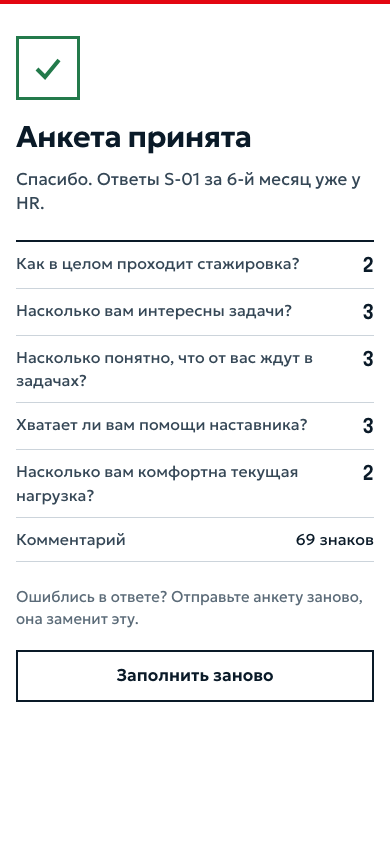 Анкета принята
Спасибо. Ответы S-01 за 6-й месяц уже у
HR.
Как в целом проходит стажировка? 2
Насколько вам интересны задачи? 3
Насколько понятно, что от вас ждут в 3
задачах?
Хватает ли вам помощи наставника? 3
Насколько вам комфортна текущая 2
нагрузка?
Комментарий 69 знаков
Ошиблись в ответе? Отправьте анкету заново,
она заменит эту.
Заполнить заново